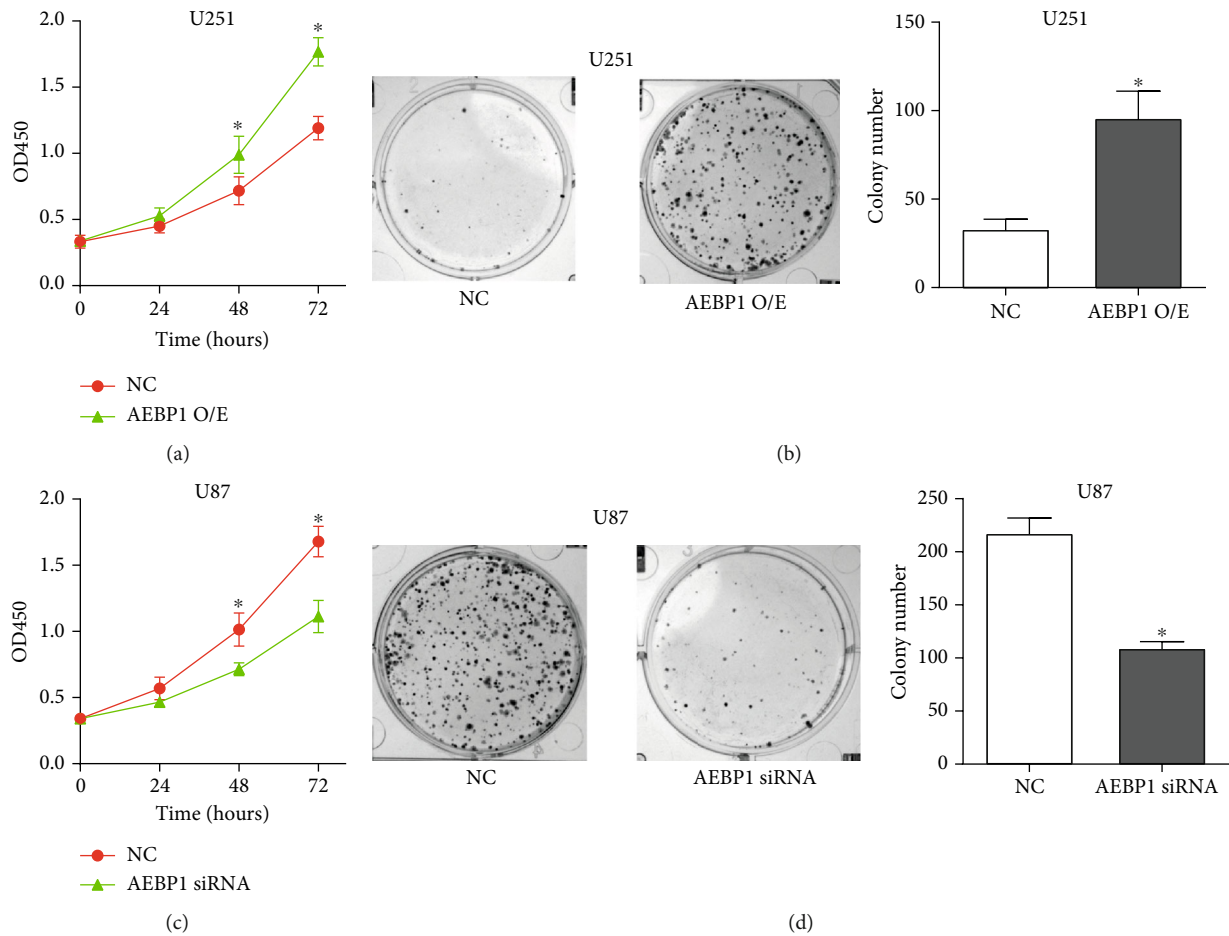 U251
2.0
1.5
1.0
0.5
0.0
OD450
0 24 48 72
Time (hours)
* *
NC
AEBP1 O/E
(a)
U251
NC
AEBP1 O/E
U251
150
100
50
0
Colony number
*
NC AEBP1 O/E
(b)
U87
2.0
1.5
1.0
0.5
0.0
OD450
0 24 48 72
Time (hours)
* *
NC
AEBP1 siRNA
(c)
U87
NC
AEBP1 siRNA
U87
250
200
150
100
50
0
Colony number
*
NC AEBP1 siRNA
(d)